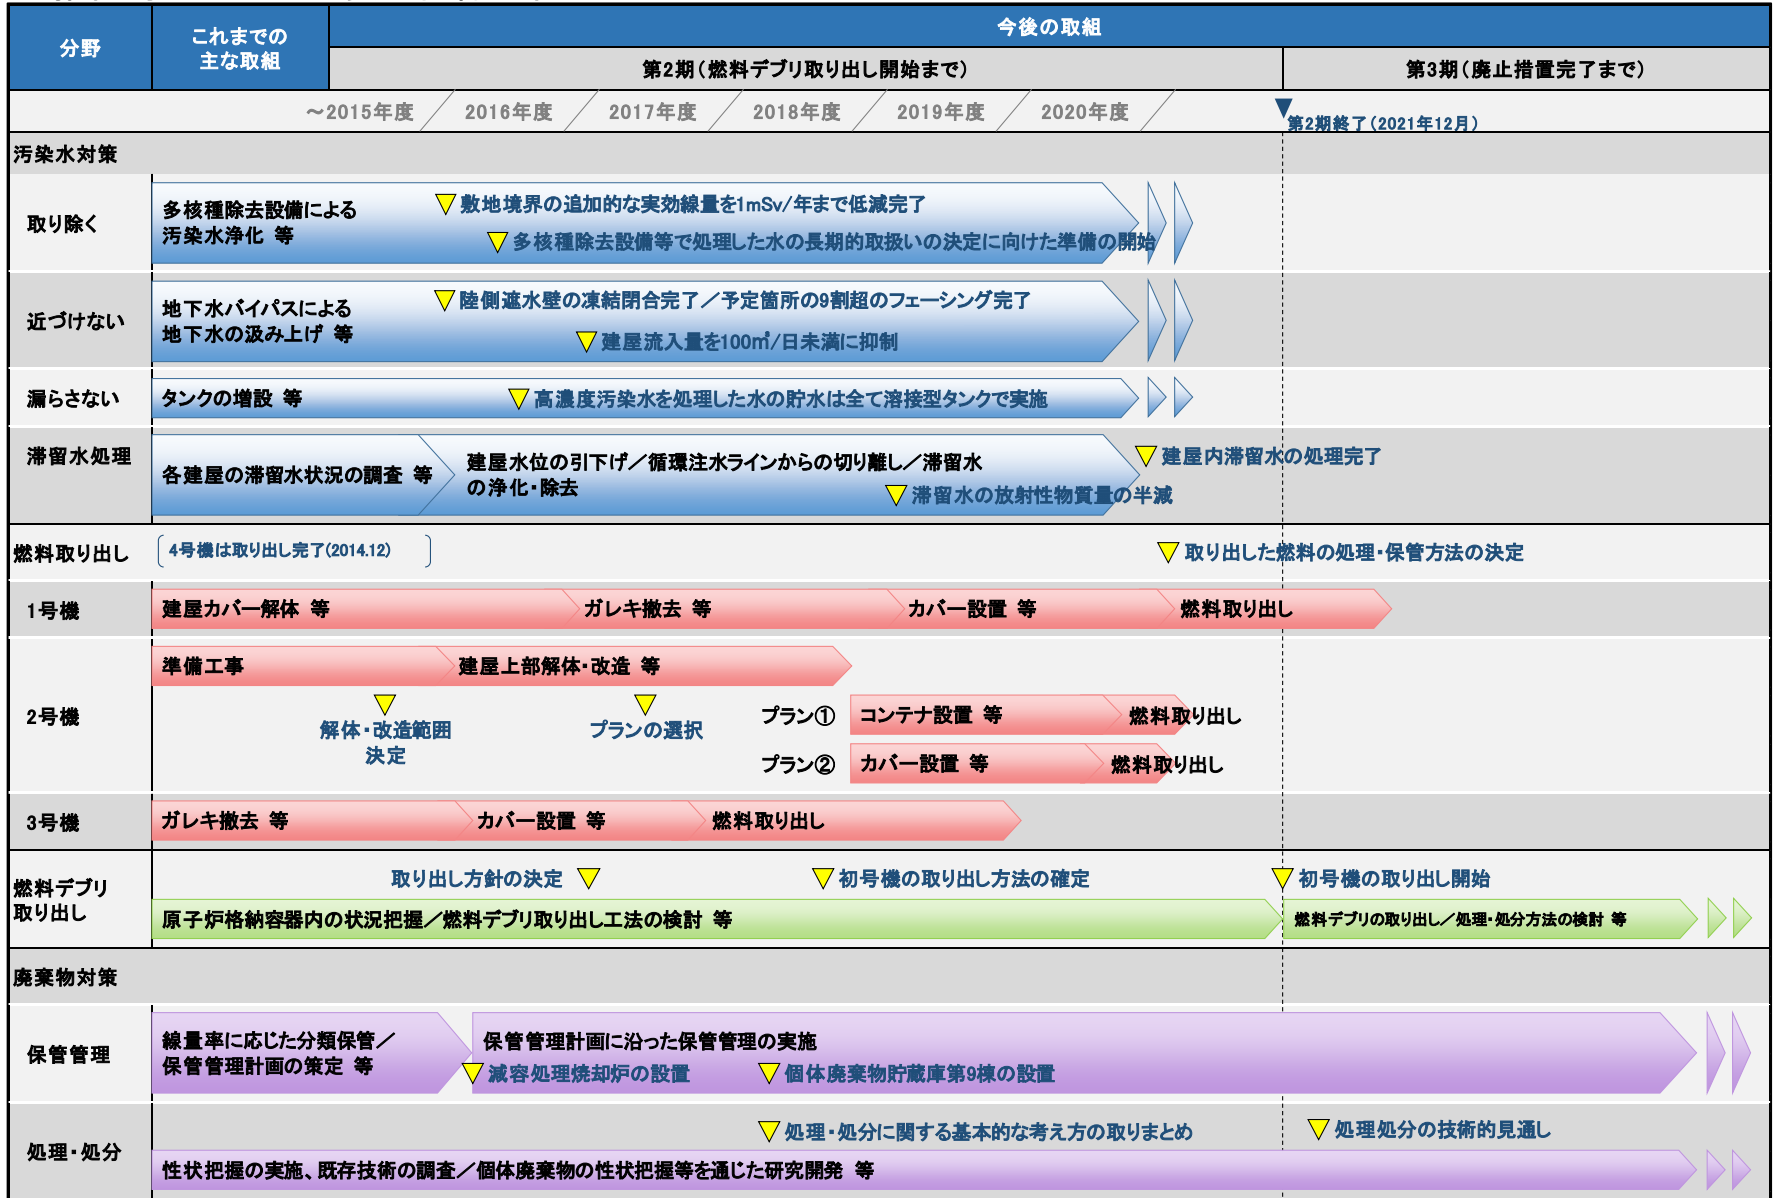 分野
これまでの
主な取組
今後の取組
第2期(燃料デブリ取り出し開始まで)
第3期(廃止措置完了まで)
～2015年度
2016年度
2017年度
2018年度
2019年度
2020年度
第2期終了(2021年12月)
汚染水対策
取り除く
多核種除去設備による
汚染水浄化 等
敷地境界の追加的な実効線量を1mSv/年まで低減完了
多核種除去設備等で処理した水の長期的取扱いの決定に向けた準備の開始
近づけない
地下水バイパスによる
地下水の汲み上げ 等
陸側遮水壁の凍結閉合完了／予定箇所の9割超のフェーシング完了
建屋流入量を100㎥/日未満に抑制
漏らさない
タンクの増設 等
高濃度汚染水を処理した水の貯水は全て溶接型タンクで実施
滞留水処理
各建屋の滞留水状況の調査 等
建屋水位の引下げ／循環注水ラインからの切り離し／滞留水
の浄化・除去
建屋内滞留水の処理完了
滞留水の放射性物質量の半減
燃料取り出し
4号機は取り出し完了(2014.12)
取り出した燃料の処理・保管方法の決定
1号機
建屋カバー解体 等
ガレキ撤去 等
カバー設置 等
燃料取り出し
2号機
準備工事
建屋上部解体・改造 等
解体・改造範囲
決定
プランの選択
プラン①
コンテナ設置 等
燃料取り出し
プラン②
カバー設置 等
燃料取り出し
3号機
ガレキ撤去 等
カバー設置 等
燃料取り出し
燃料デブリ
取り出し
取り出し方針の決定
初号機の取り出し方法の確定
初号機の取り出し開始
原子炉格納容器内の状況把握／燃料デブリ取り出し工法の検討 等
燃料デブリの取り出し／処理・処分方法の検討 等
廃棄物対策
保管管理
線量率に応じた分類保管／
保管管理計画の策定 等
保管管理計画に沿った保管管理の実施
減容処理焼却炉の設置
個体廃棄物貯蔵庫第9棟の設置
処理・処分
処理・処分に関する基本的な考え方の取りまとめ
処理処分の技術的見通し
性状把握の実施、既存技術の調査／個体廃棄物の性状把握等を通じた研究開発 等